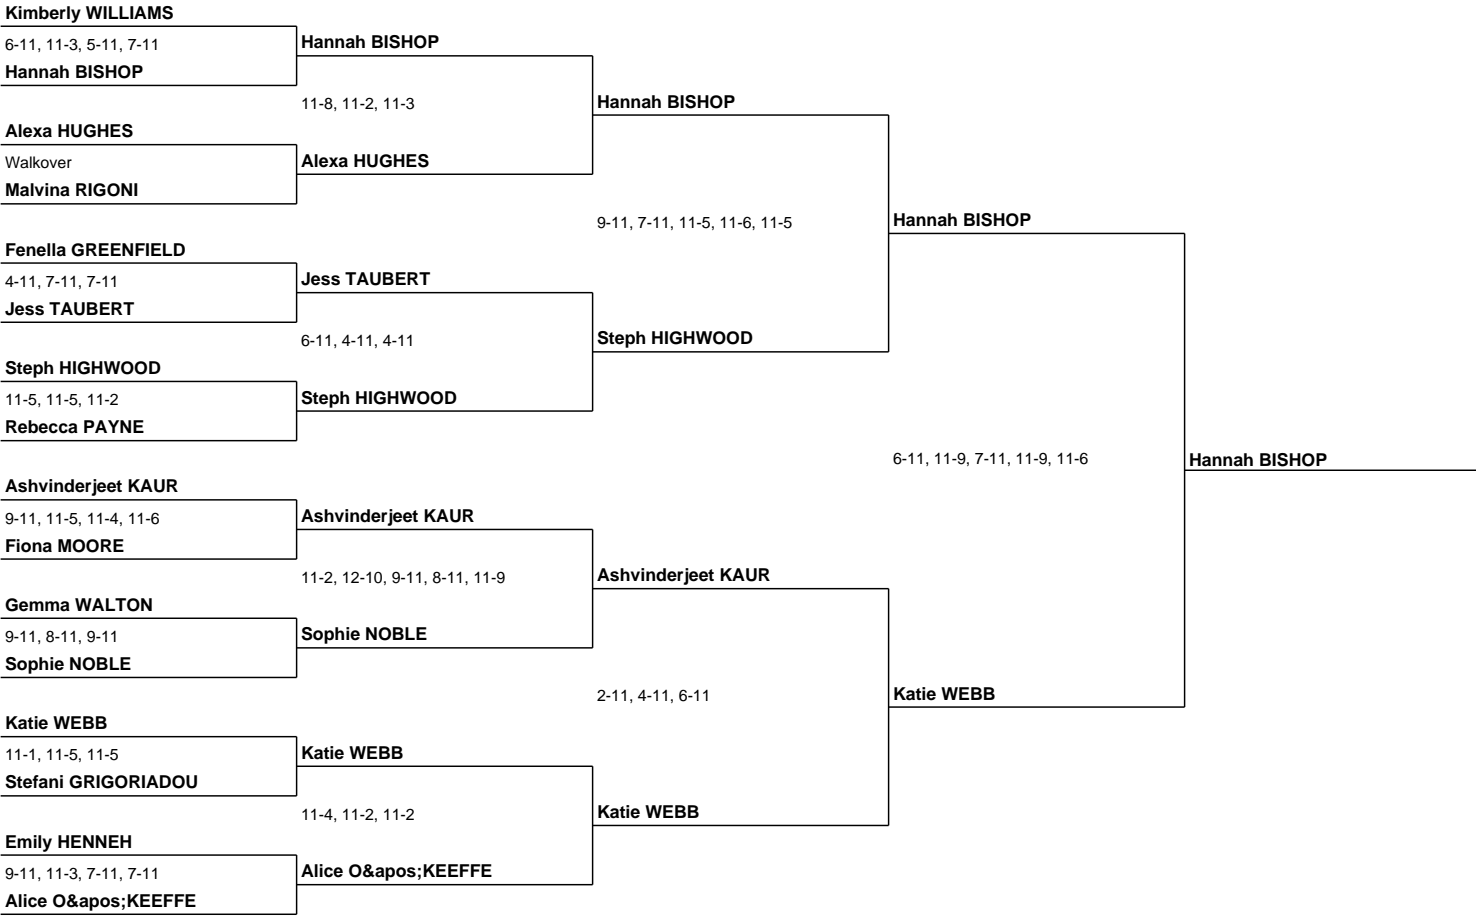 Kimberly WILLIAMS
6-11, 11-3, 5-11, 7-11
Hannah BISHOP
Alexa HUGHES
Walkover
Malvina RIGONI
Fenella GREENFIELD
4-11, 7-11, 7-11
Jess TAUBERT
Steph HIGHWOOD
11-5, 11-5, 11-2
Rebecca PAYNE
Ashvinderjeet KAUR
9-11, 11-5, 11-4, 11-6
Fiona MOORE
Gemma WALTON
9-11, 8-11, 9-11
Sophie NOBLE
Katie WEBB
11-1, 11-5, 11-5
Stefani GRIGORIADOU
Emily HENNEH
9-11, 11-3, 7-11, 7-11
Alice O&apos;KEEFFE
Hannah BISHOP
11-8, 11-2, 11-3
Alexa HUGHES
Jess TAUBERT
6-11, 4-11, 4-11
Steph HIGHWOOD
Ashvinderjeet KAUR
11-2, 12-10, 9-11, 8-11, 11-9
Sophie NOBLE
Katie WEBB
11-4, 11-2, 11-2
Alice O&apos;KEEFFE
Hannah BISHOP
9-11, 7-11, 11-5, 11-6, 11-5
Steph HIGHWOOD
Ashvinderjeet KAUR
2-11, 4-11, 6-11
Katie WEBB
Hannah BISHOP
6-11, 11-9, 7-11, 11-9, 11-6
Katie WEBB
Hannah BISHOP